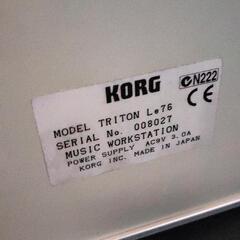 KORG
N222
CE
MODEL TRITON Le76
SERIAL No. 008027
MUSIC WORKSTATION
POWER SUPPLY AC9V 3.0A
KORG INC. MADE IN JAPAN